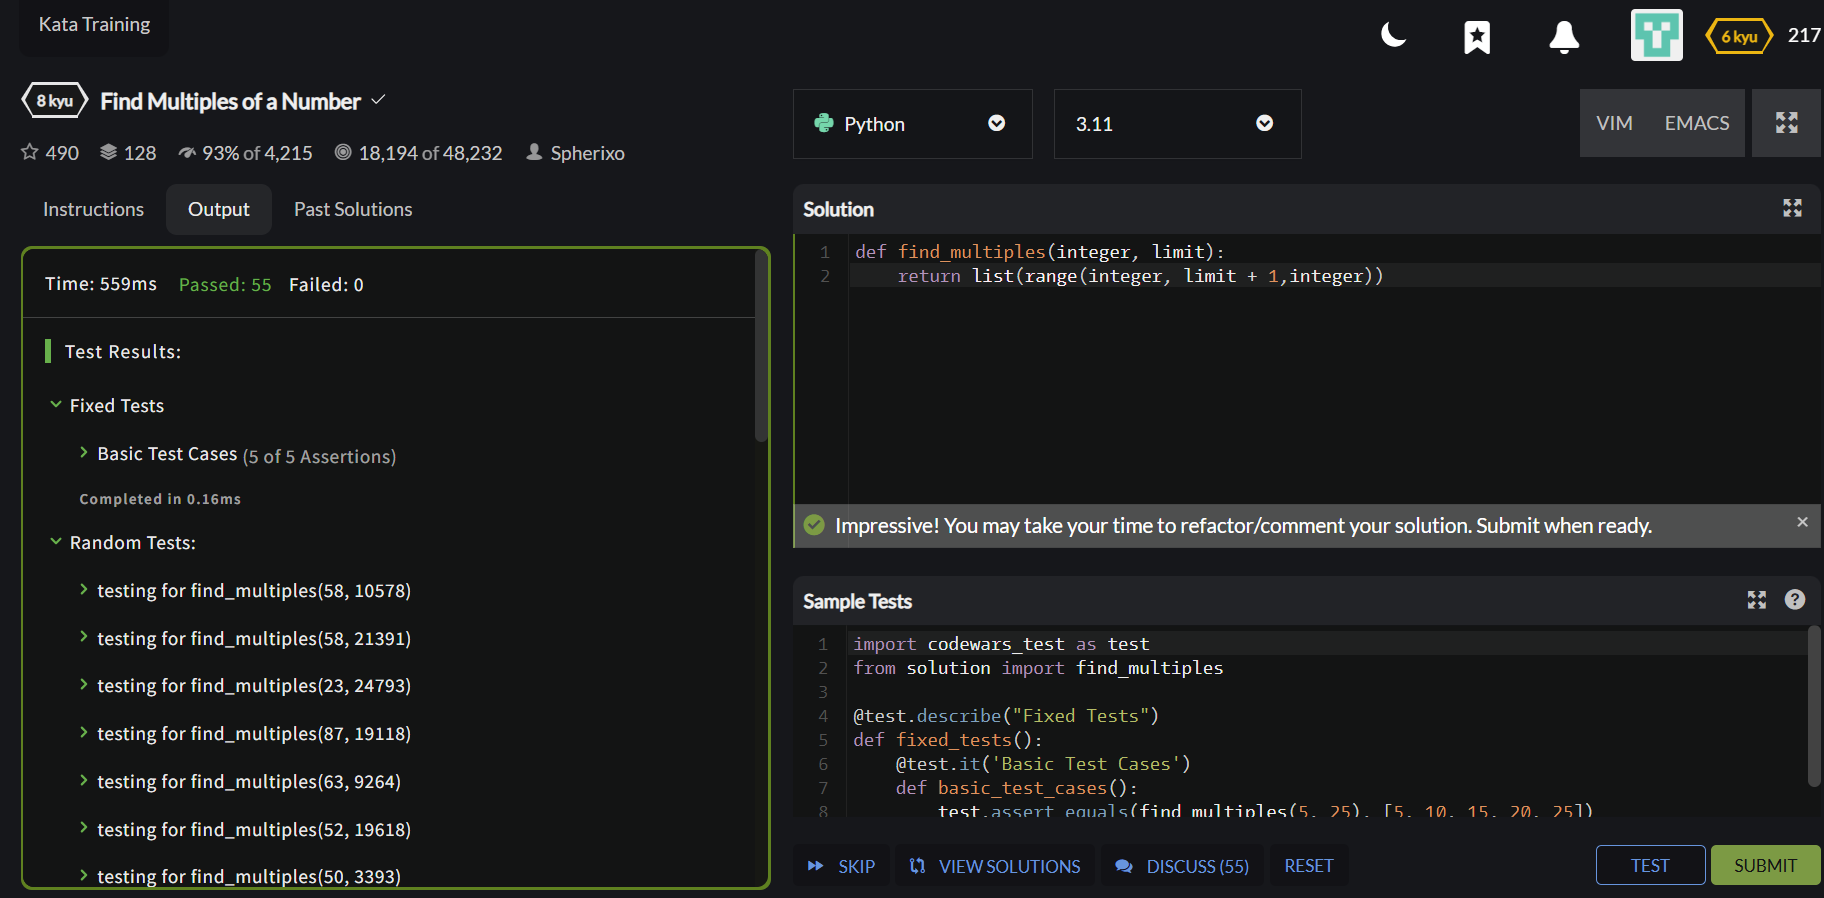 Kata Training
6 kyu
217
8 kyu
Find Multiples of a Number
490
128
93% of 4,215
18,194 of 48,232
Spherixo
Instructions
Output
Past Solutions
Time: 559ms
Passed: 55
Failed: 0
Test Results:
Fixed Tests
Basic Test Cases (5 of 5 Assertions)
Completed in 0.16ms
Random Tests:
testing for find_multiples(58, 10578)
testing for find_multiples(58, 21391)
testing for find_multiples(23, 24793)
testing for find_multiples(87, 19118)
testing for find_multiples(63, 9264)
testing for find_multiples(52, 19618)
testing for find_multiples(50, 3393)
Python
3.11
VIM
EMACS
Solution
1 def find_multiples(integer, limit):
2     return list(range(integer, limit + 1,integer))
Impressive! You may take your time to refactor/comment your solution. Submit when ready.
Sample Tests
1 import codewars_test as test
2 from solution import find_multiples
3
4 @test.describe("Fixed Tests")
5 def fixed_tests():
6     @test.it('Basic Test Cases')
7     def basic_test_cases():
8         test.assert_equals(find_multiples(5, 25), [5, 10, 15, 20, 25])
SKIP
VIEW SOLUTIONS
DISCUSS (55)
RESET
TEST
SUBMIT